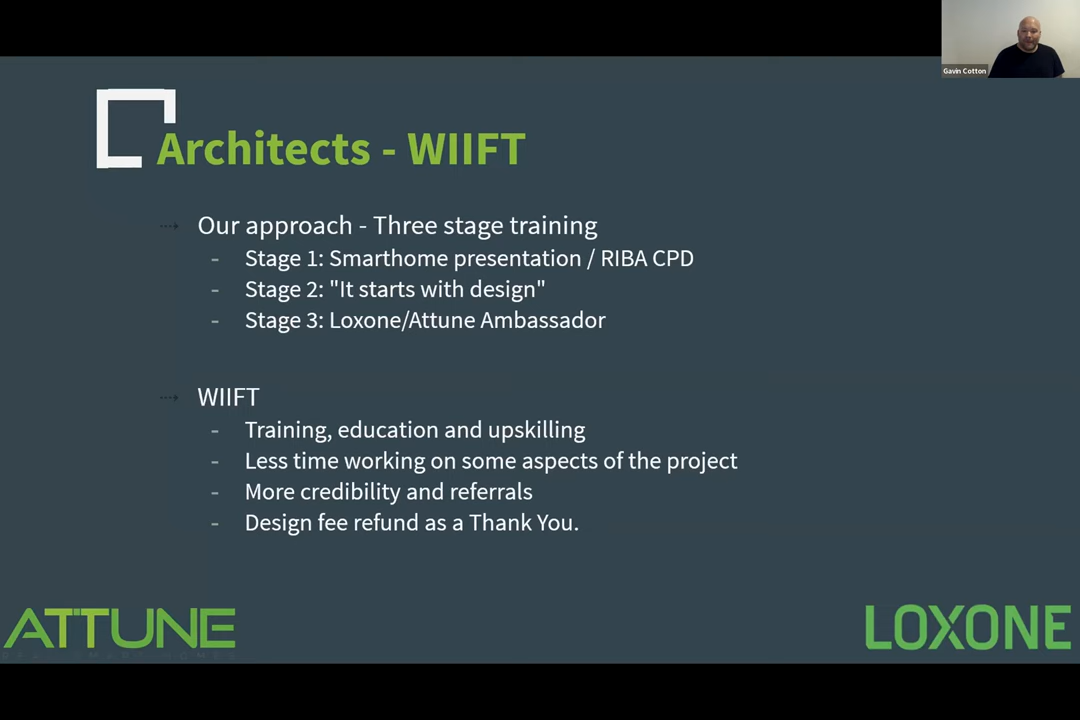 Gavin Cotton
Architects - WIIFT
Our approach - Three stage training
- Stage 1: Smarthome presentation / RIBA CPD
- Stage 2: "It starts with design"
- Stage 3: Loxone/Attune Ambassador
WIIFT
- Training, education and upskilling
- Less time working on some aspects of the project
- More credibility and referrals
- Design fee refund as a Thank You.
ATTUNE
LOXONE